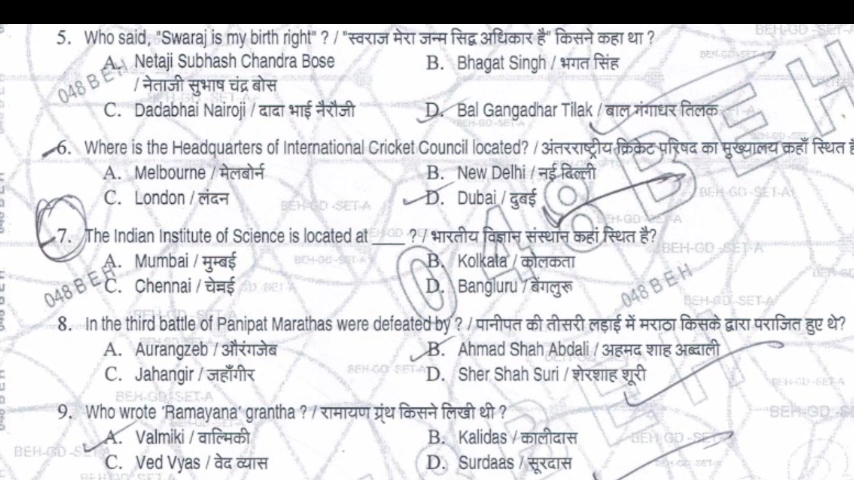 5. Who said, "Swaraj is my birth right" ? / "स्वराज मेरा जन्म सिद्व अधिकार है" किसने कहा था ?
A. Netaji Subhash Chandra Bose / नेताजी सुभाष चंद्र बोस
B. Bhagat Singh / भगत सिंह
C. Dadabhai Nairoji / दादा भाई नैरौजी
D. Bal Gangadhar Tilak / बाल गंगाधर तिलक
6. Where is the Headquarters of International Cricket Council located? / अंतरराष्ट्रीय क्रिकेट परिषद का मुख्यालय कहाँ स्थित है
A. Melbourne / मेलबोर्न
B. New Delhi / नई दिल्ली
C. London / लंदन
D. Dubai / दुबई
7. The Indian Institute of Science is located at ____ ? / भारतीय विज्ञान संस्थान कहां स्थित है?
A. Mumbai / मुम्बई
B. Kolkata / कोलकता
C. Chennai / चेन्नई
D. Bangluru / बेंगलुरू
8. In the third battle of Panipat Marathas were defeated by ? / पानीपत की तीसरी लड़ाई में मराठा किसके द्वारा पराजित हुए थे?
A. Aurangzeb / औरंगजेब
B. Ahmad Shah Abdali / अहमद शाह अब्दाली
C. Jahangir / जहाँगीर
D. Sher Shah Suri / शेरशाह शूरी
9. Who wrote 'Ramayana' grantha ? / रामायण ग्रंथ किसने लिखी थी ?
A. Valmiki / वाल्मिकी
B. Kalidas / कालीदास
C. Ved Vyas / वेद व्यास
D. Surdaas / सूरदास
048 BEH
BEH-GD -SET-A